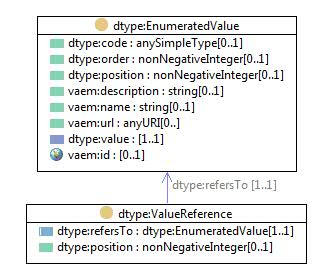 dtype:EnumeratedValue
dtype:code : anySimpleType[0..1]
dtype:order : nonNegativeInteger[0..1]
dtype:position : nonNegativeInteger[0..1]
vaem:description : string[0..1]
vaem:name : string[0..1]
vaem:url : anyURI[0..]
dtype:value : [1..1]
vaem:id : [0..1]
dtype:refersTo [1..1]
dtype:ValueReference
dtype:refersTo : dtype:EnumeratedValue[1..1]
dtype:position : nonNegativeInteger[0..1]